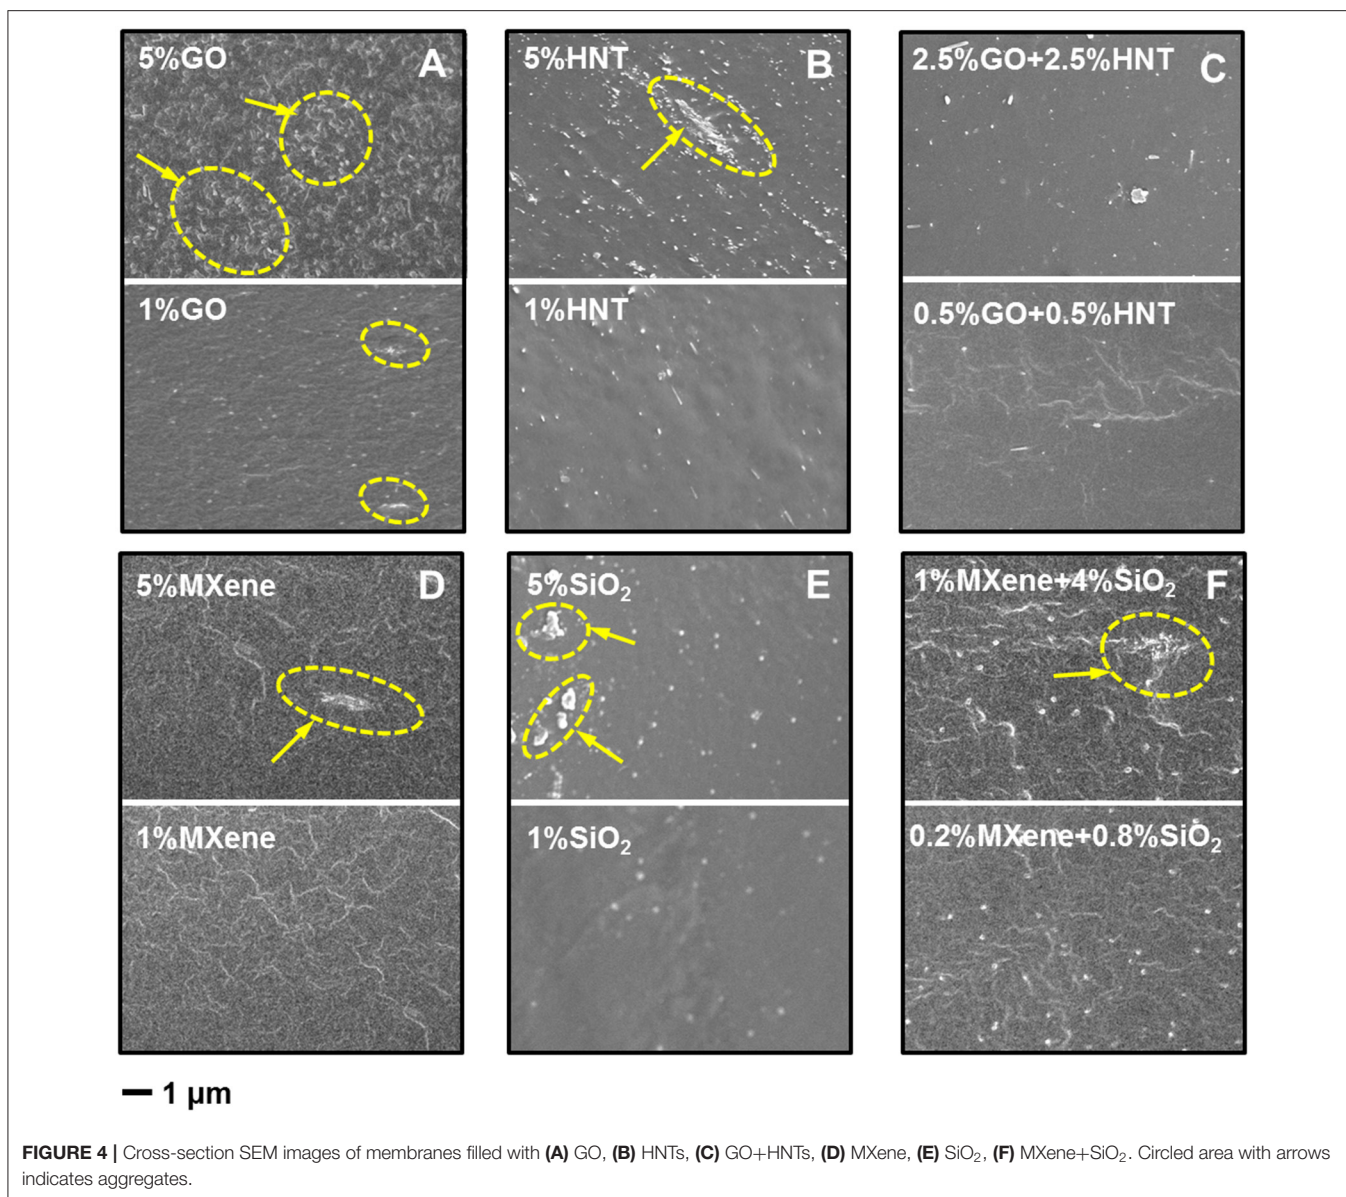 5%GO A
1%GO
5%HNT B
1%HNT
2.5%GO+2.5%HNT C
0.5%GO+0.5%HNT
5%MXene D
1%MXene
5%SiO₂ E
1%SiO₂
1%MXene+4%SiO₂ F
0.2%MXene+0.8%SiO₂
1 μm
FIGURE 4 | Cross-section SEM images of membranes filled with (A) GO, (B) HNTs, (C) GO+HNTs, (D) MXene, (E) SiO₂, (F) MXene+SiO₂. Circled area with arrows
indicates aggregates.